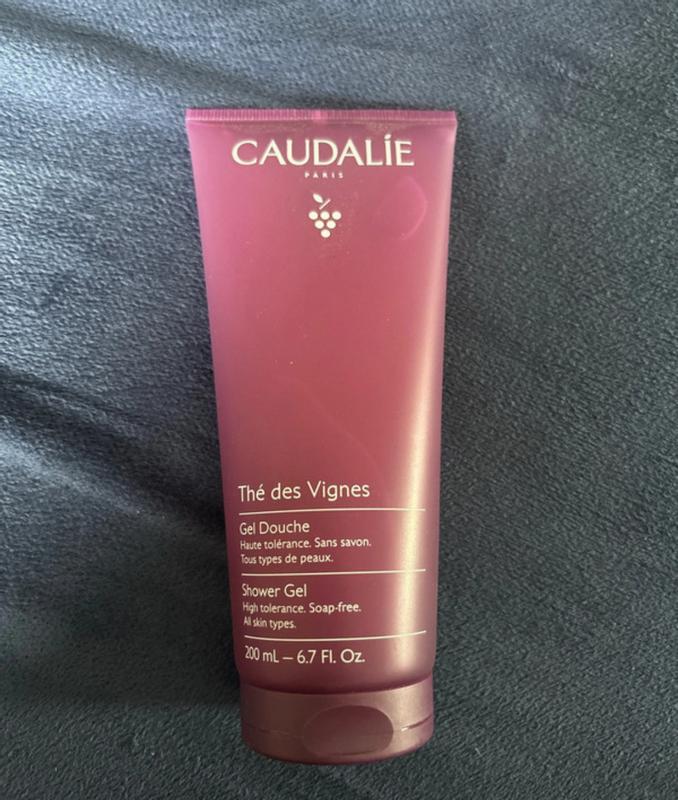 CAUDALÍE
PARIS
Thé des Vignes
Gel Douche
Haute tolérance. Sans savon.
Tous types de peaux.
Shower Gel
High tolerance. Soap-free.
All skin types.
200 mL – 6.7 Fl. Oz.